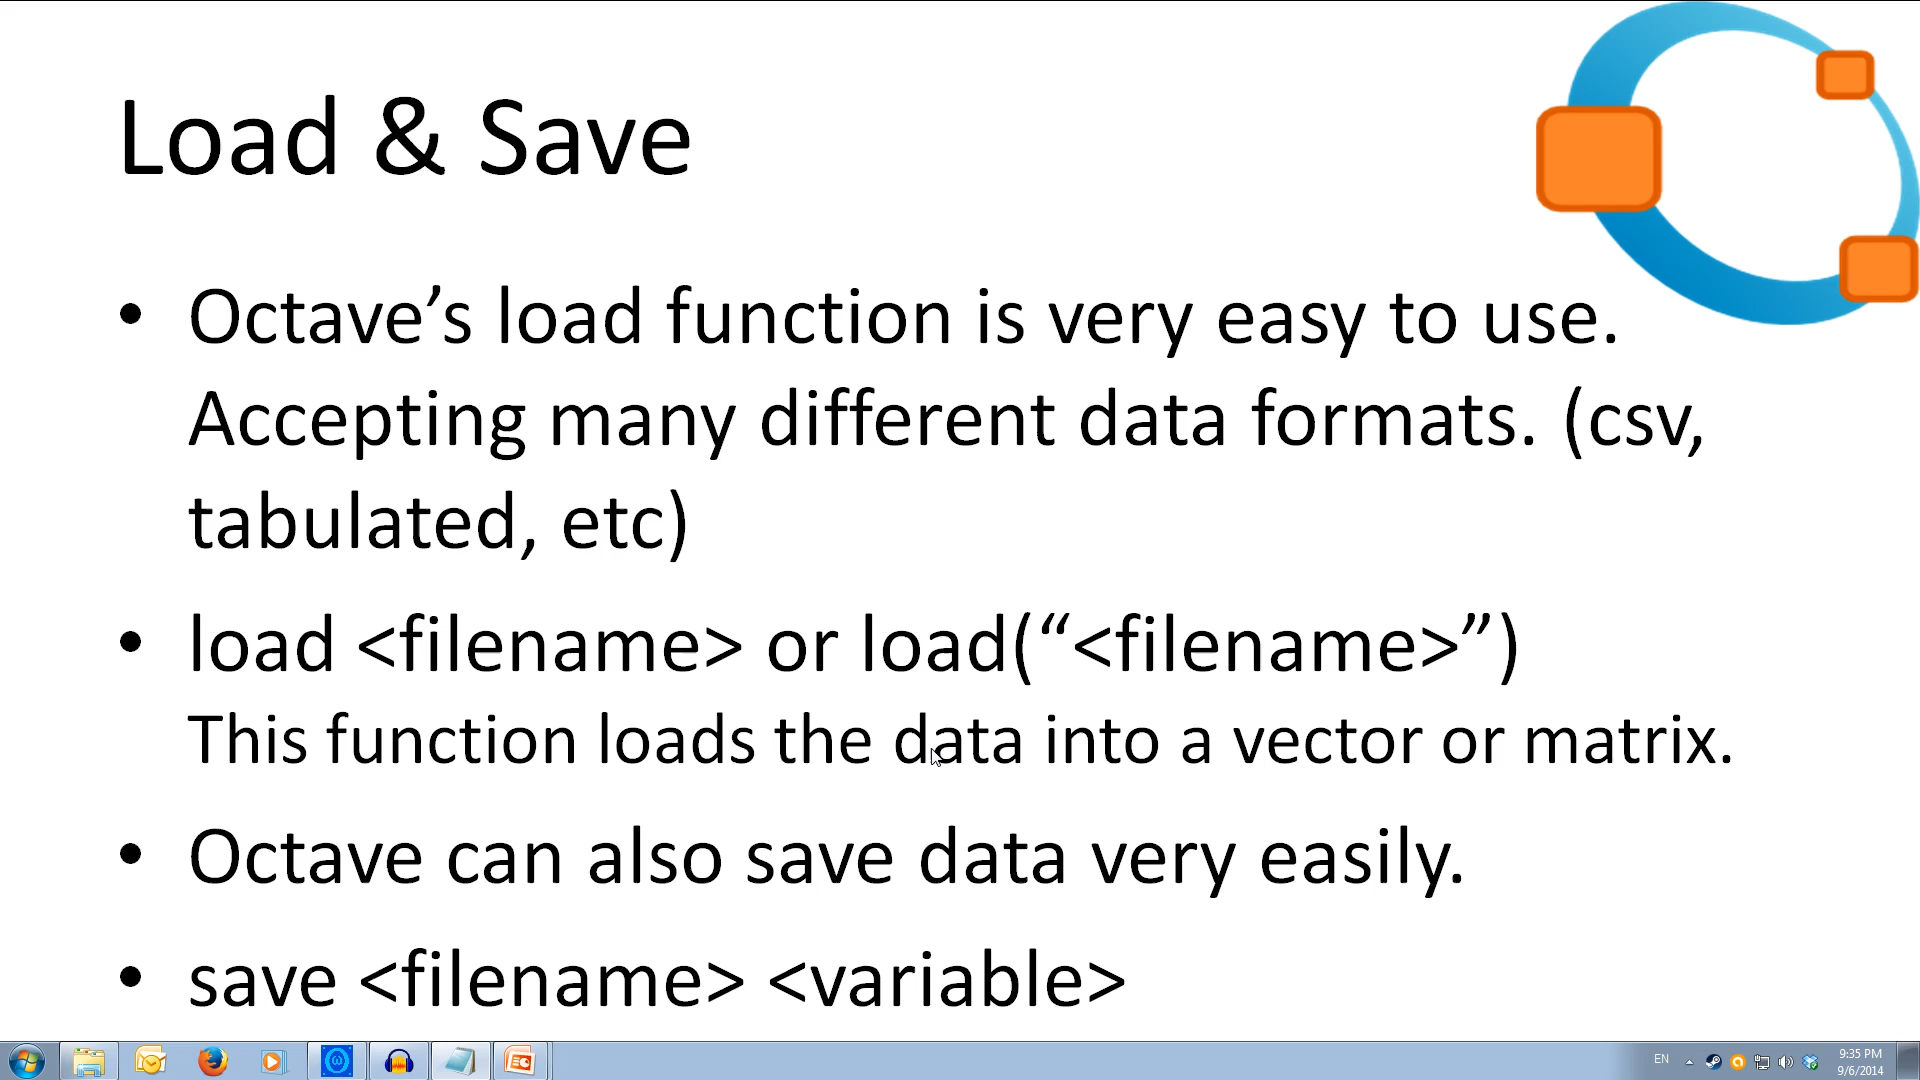 Load & Save
• Octave’s load function is very easy to use.
Accepting many different data formats. (csv,
tabulated, etc)
• load <filename> or load(“<filename>”)
This function loads the data into a vector or matrix.
• Octave can also save data very easily.
• save <filename> <variable>
EN
9:35 PM
9/6/2014